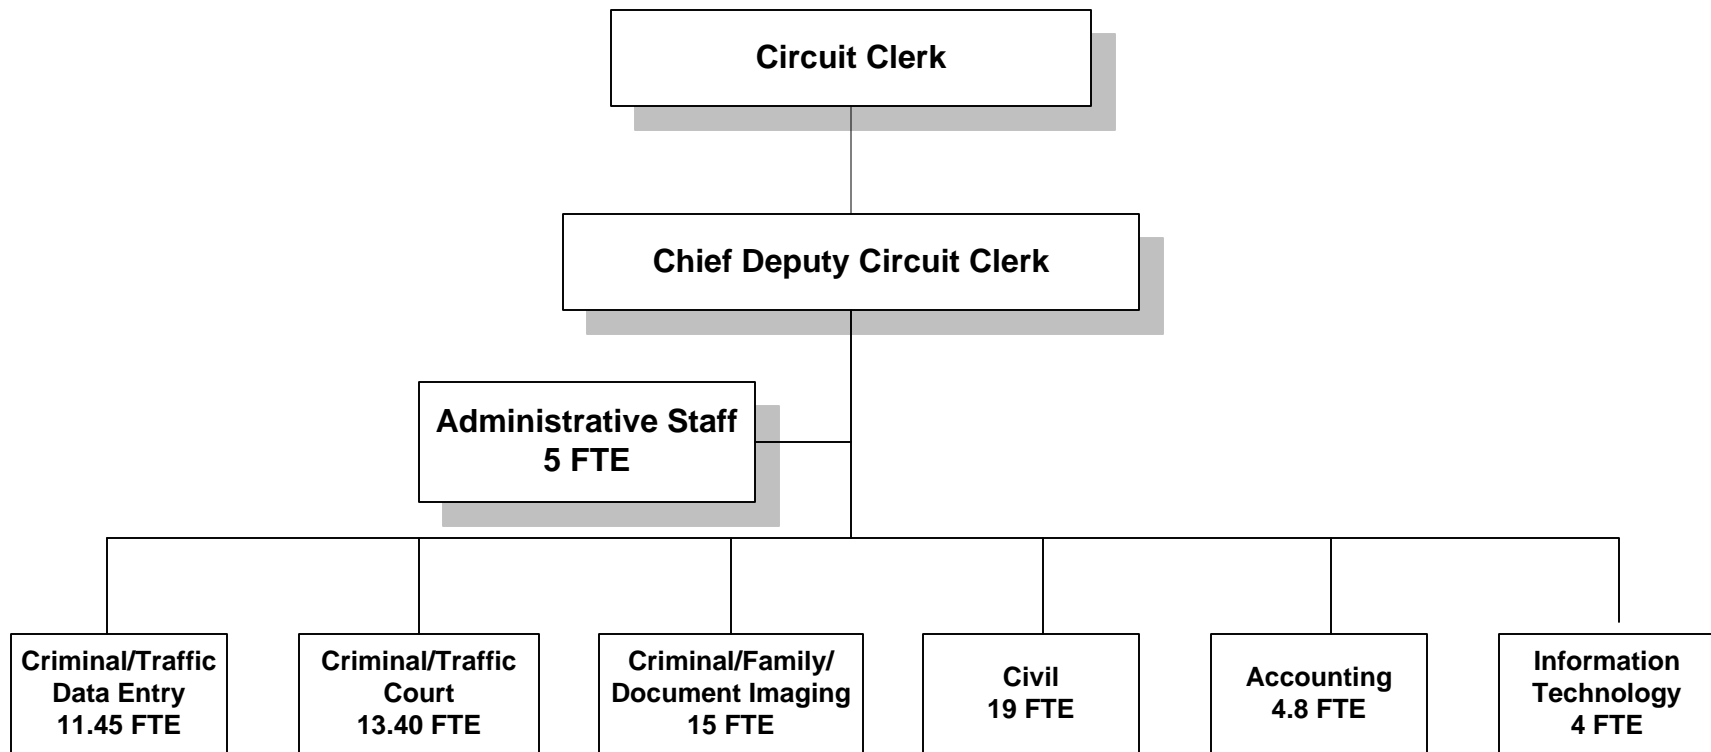 Circuit Clerk
Chief Deputy Circuit Clerk
Administrative Staff
5 FTE
Criminal/Traffic
Data Entry
11.45 FTE
Criminal/Traffic
Court
13.40 FTE
Criminal/Family/
Document Imaging
15 FTE
Civil
19 FTE
Accounting
4.8 FTE
Information
Technology
4 FTE